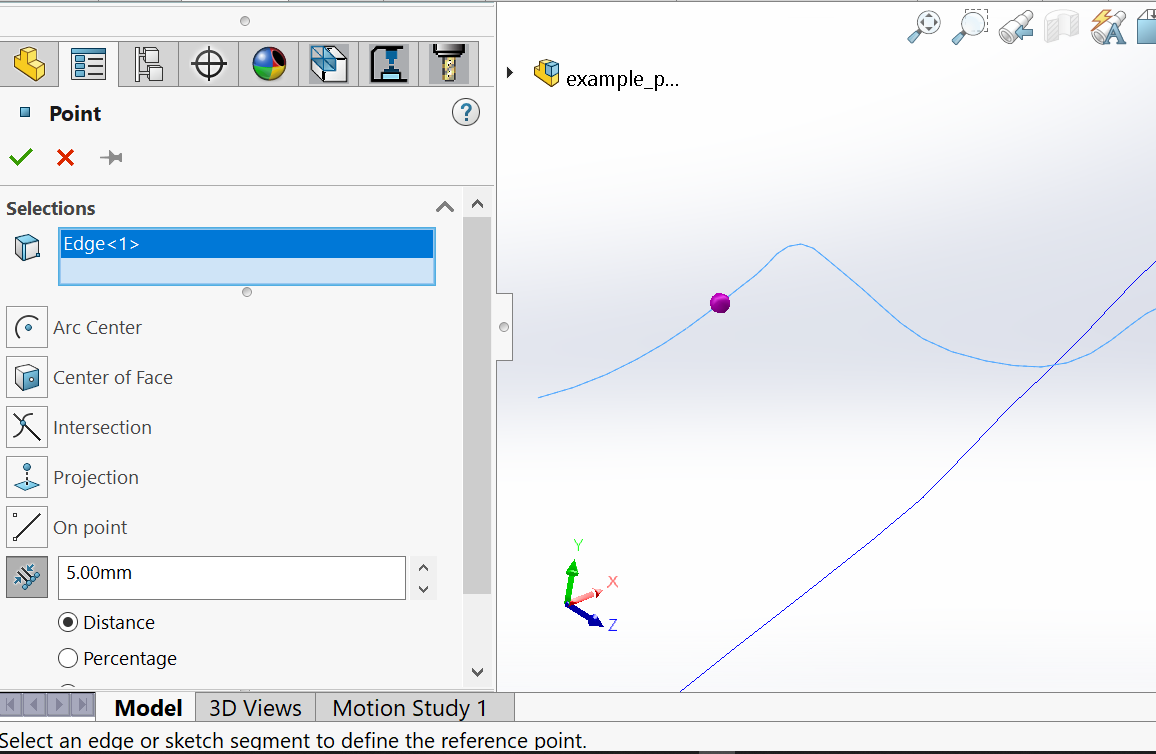 Point
?
Selections
Edge<1>
Arc Center
Center of Face
Intersection
Projection
On point
5.00mm
Distance
Percentage
example_p...
A
Y
X
Z
Model
3D Views
Motion Study 1
Select an edge or sketch segment to define the reference point.